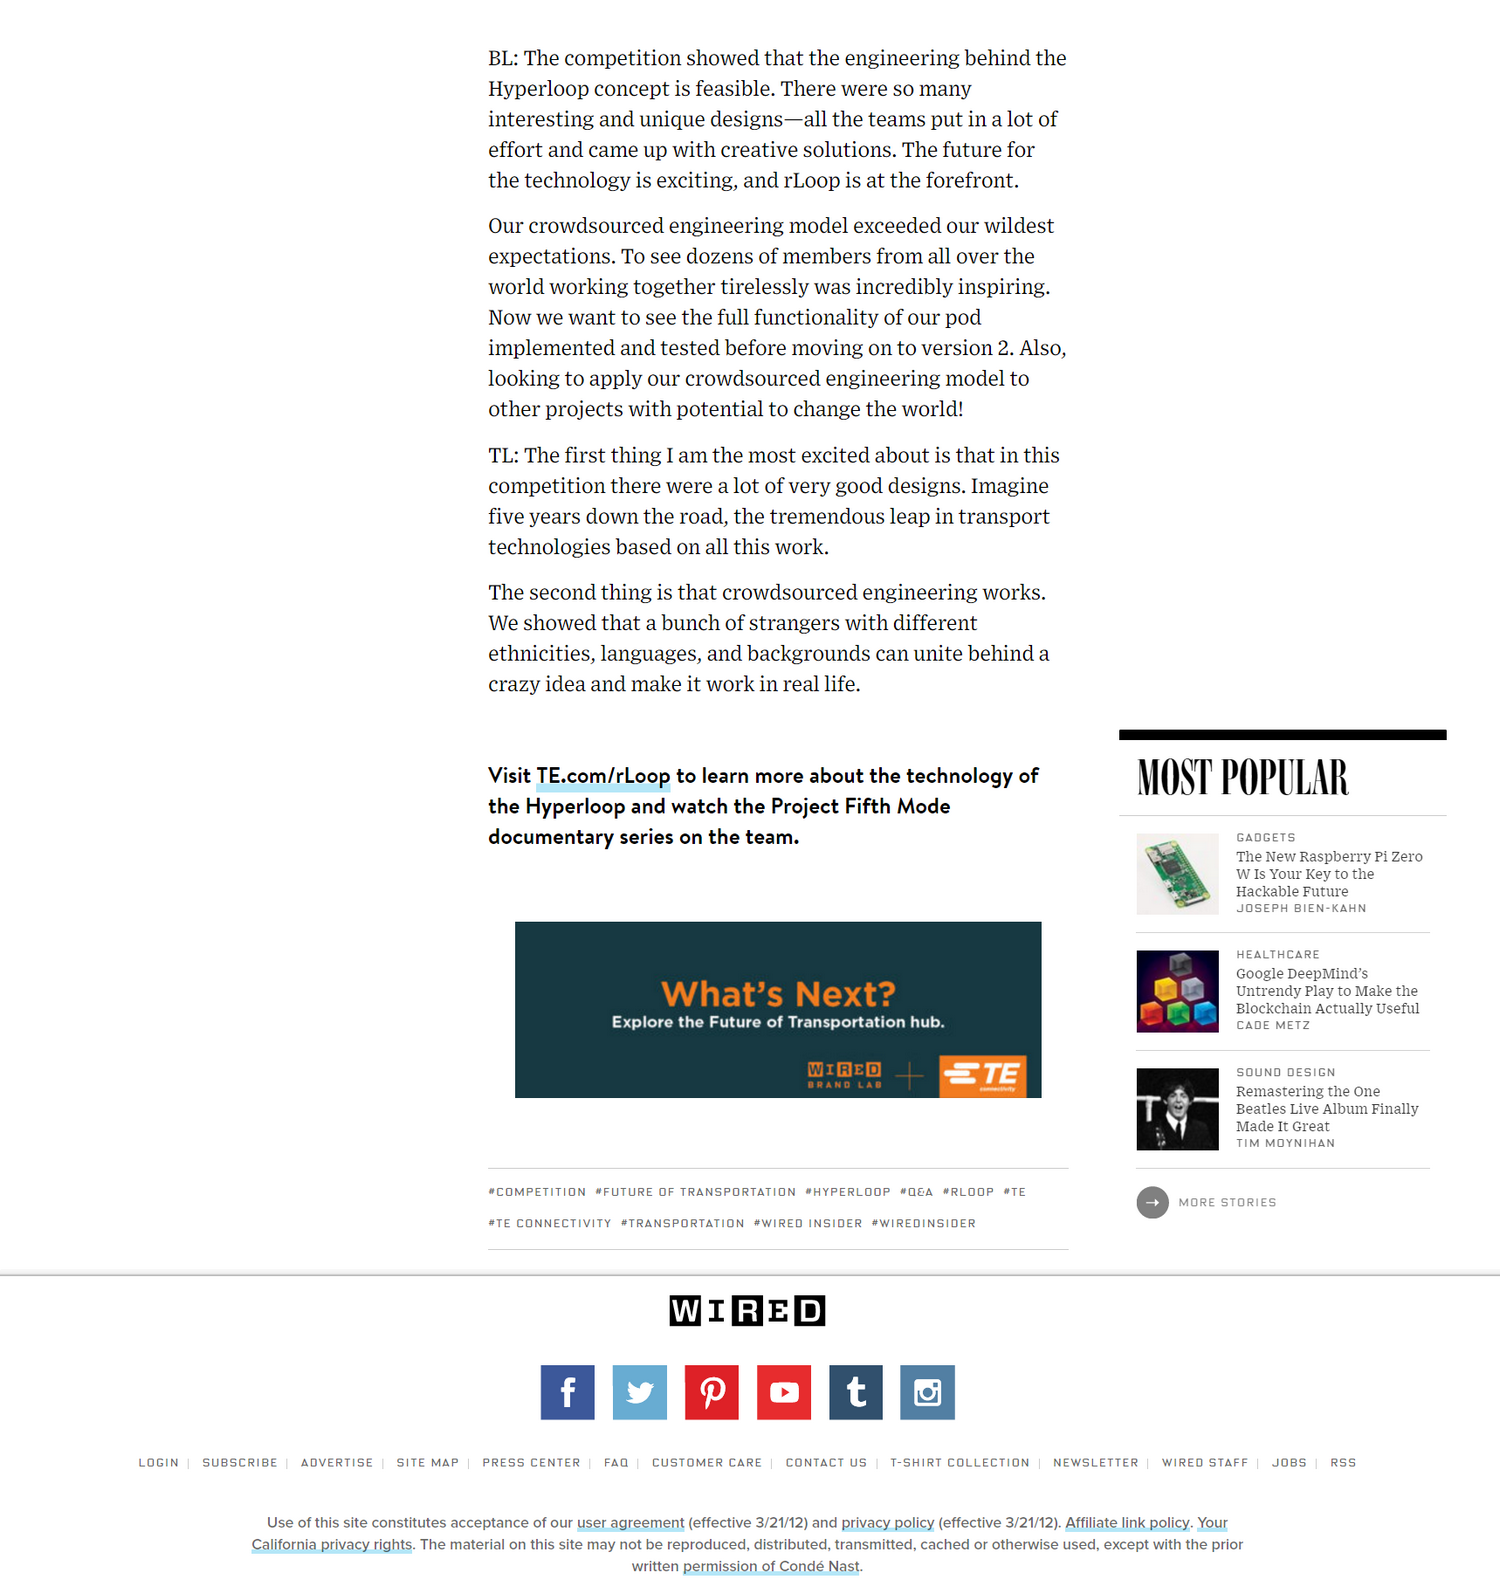 BL: The competition showed that the engineering behind the
Hyperloop concept is feasible. There were so many
interesting and unique designs—all the teams put in a lot of
effort and came up with creative solutions. The future for
the technology is exciting, and rLoop is at the forefront.
Our crowdsourced engineering model exceeded our wildest
expectations. To see dozens of members from all over the
world working together tirelessly was incredibly inspiring.
Now we want to see the full functionality of our pod
implemented and tested before moving on to version 2. Also,
looking to apply our crowdsourced engineering model to
other projects with potential to change the world!
TL: The first thing I am the most excited about is that in this
competition there were a lot of very good designs. Imagine
five years down the road, the tremendous leap in transport
technologies based on all this work.
The second thing is that crowdsourced engineering works.
We showed that a bunch of strangers with different
ethnicities, languages, and backgrounds can unite behind a
crazy idea and make it work in real life.
Visit TE.com/rLoop to learn more about the technology of
the Hyperloop and watch the Project Fifth Mode
documentary series on the team.
What's Next?
Explore the Future of Transportation hub.
WIRED
BRAND LAB
TE
connectivity
#COMPETITION #FUTURE OF TRANSPORTATION #HYPERLOOP #Q&A #RLOOP #TE
#TE CONNECTIVITY #TRANSPORTATION #WIRED INSIDER #WIREDINSIDER
MOST POPULAR
GADGETS
The New Raspberry Pi Zero
W Is Your Key to the
Hackable Future
JOSEPH BIEN-KAHN
HEALTHCARE
Google DeepMind's
Untrendy Play to Make the
Blockchain Actually Useful
CADE METZ
SOUND DESIGN
Remastering the One
Beatles Live Album Finally
Made It Great
TIM MOYNIHAN
MORE STORIES
WIRED
LOGIN | SUBSCRIBE | ADVERTISE | SITE MAP | PRESS CENTER | FAQ | CUSTOMER CARE | CONTACT US | T-SHIRT COLLECTION | NEWSLETTER | WIRED STAFF | JOBS | RSS
Use of this site constitutes acceptance of our user agreement (effective 3/21/12) and privacy policy (effective 3/21/12). Affiliate link policy. Your
California privacy rights. The material on this site may not be reproduced, distributed, transmitted, cached or otherwise used, except with the prior
written permission of Condé Nast.